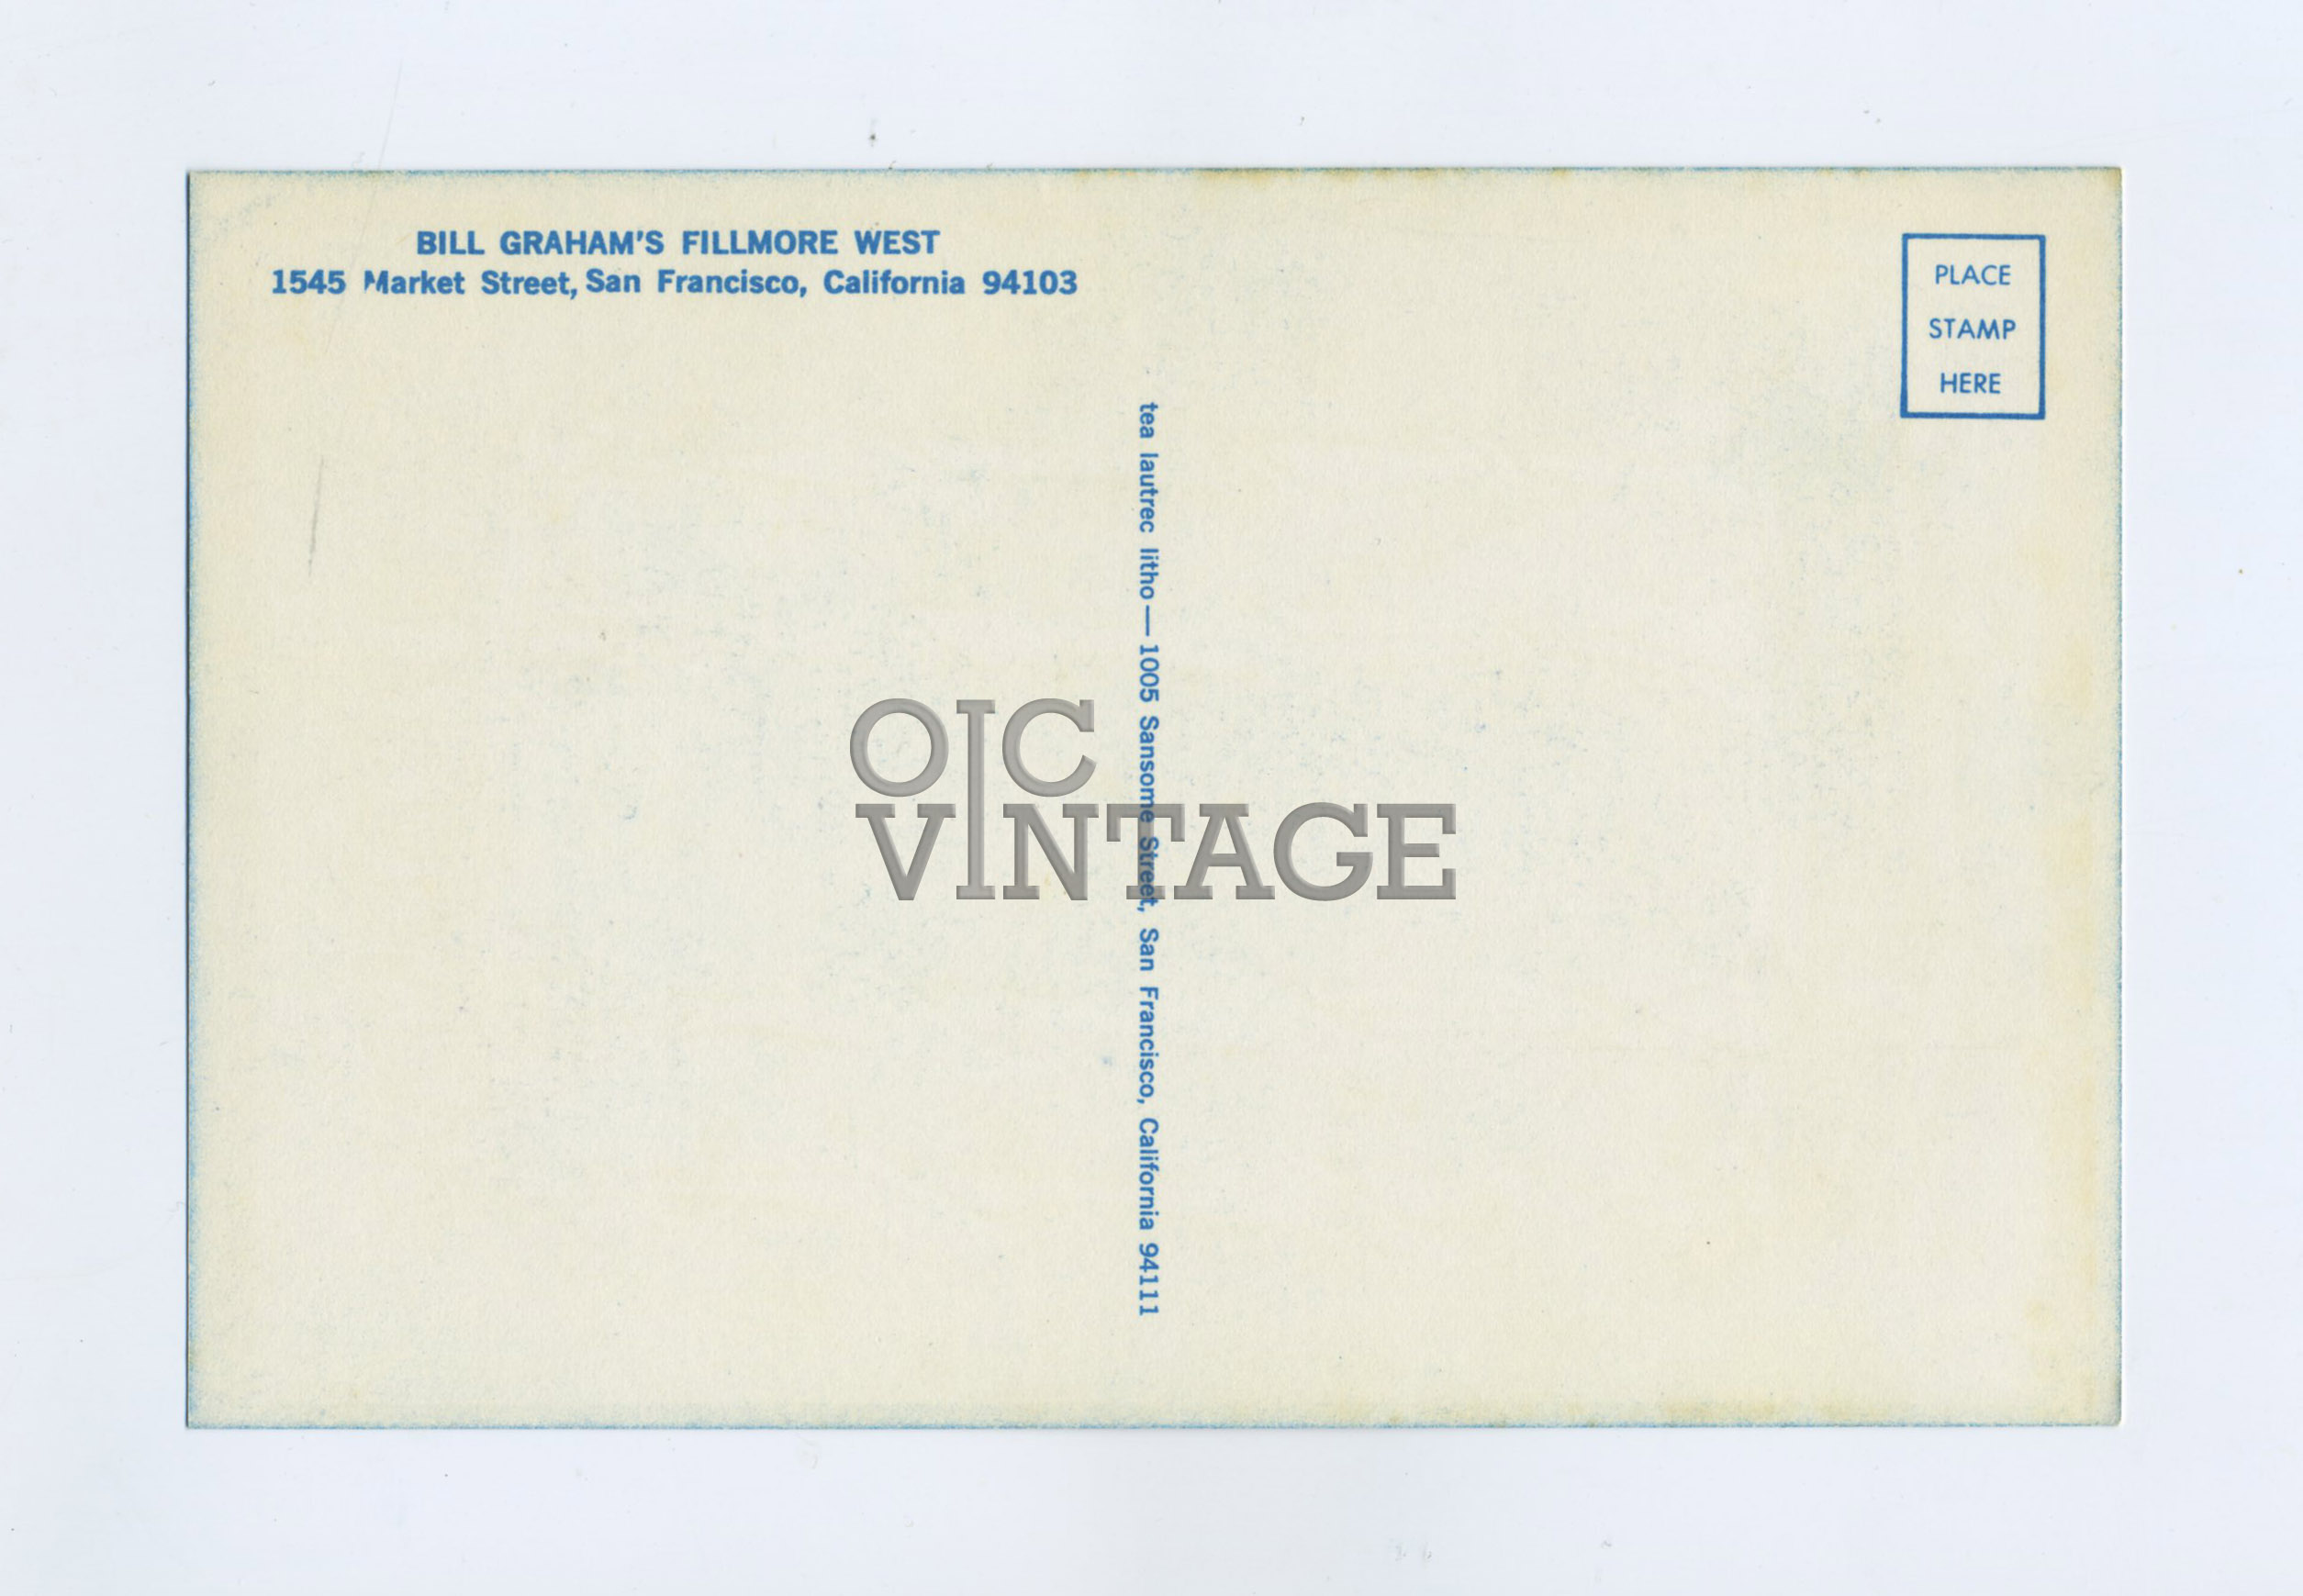 BILL GRAHAM'S FILLMORE WEST
1545 Market Street, San Francisco, California 94103
PLACE
STAMP
HERE
tea lautrec litho—1005 Sansome Street, San Francisco, California 94111
OIC
VINTAGE